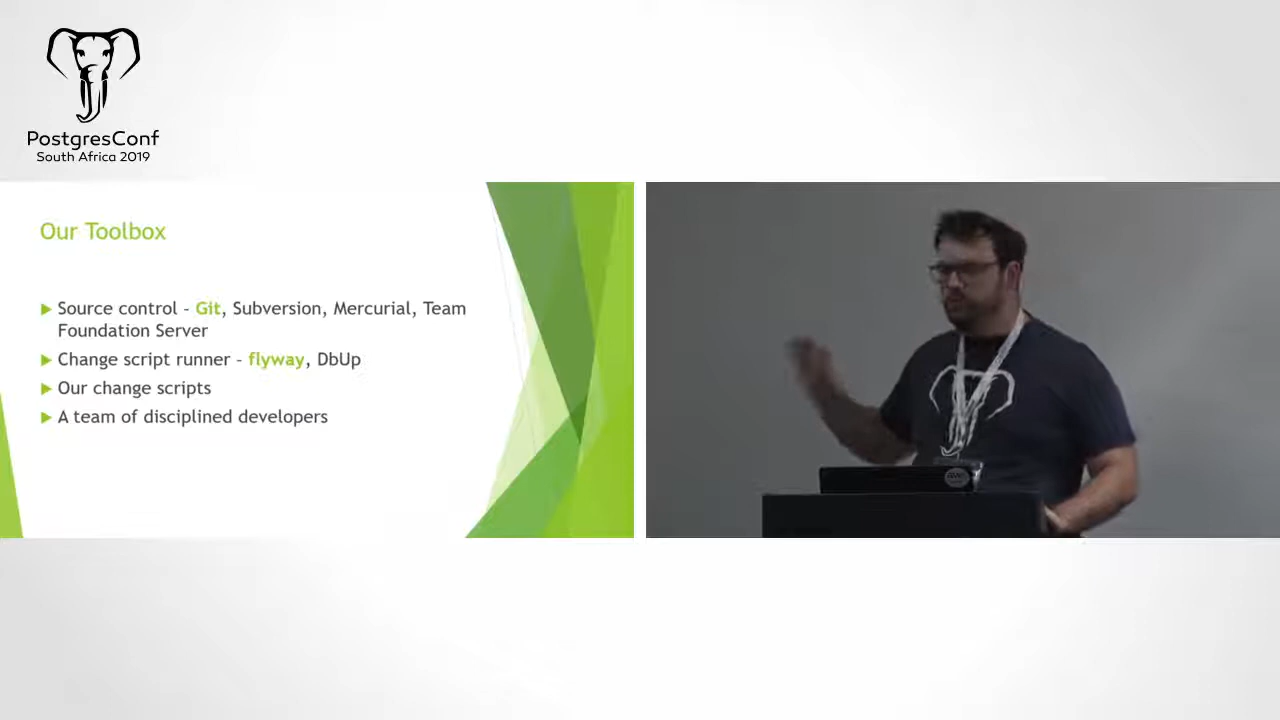 PostgresConf
South Africa 2019
Our Toolbox
Source control - Git, Subversion, Mercurial, Team
Foundation Server
Change script runner - flyway, DbUp
Our change scripts
A team of disciplined developers